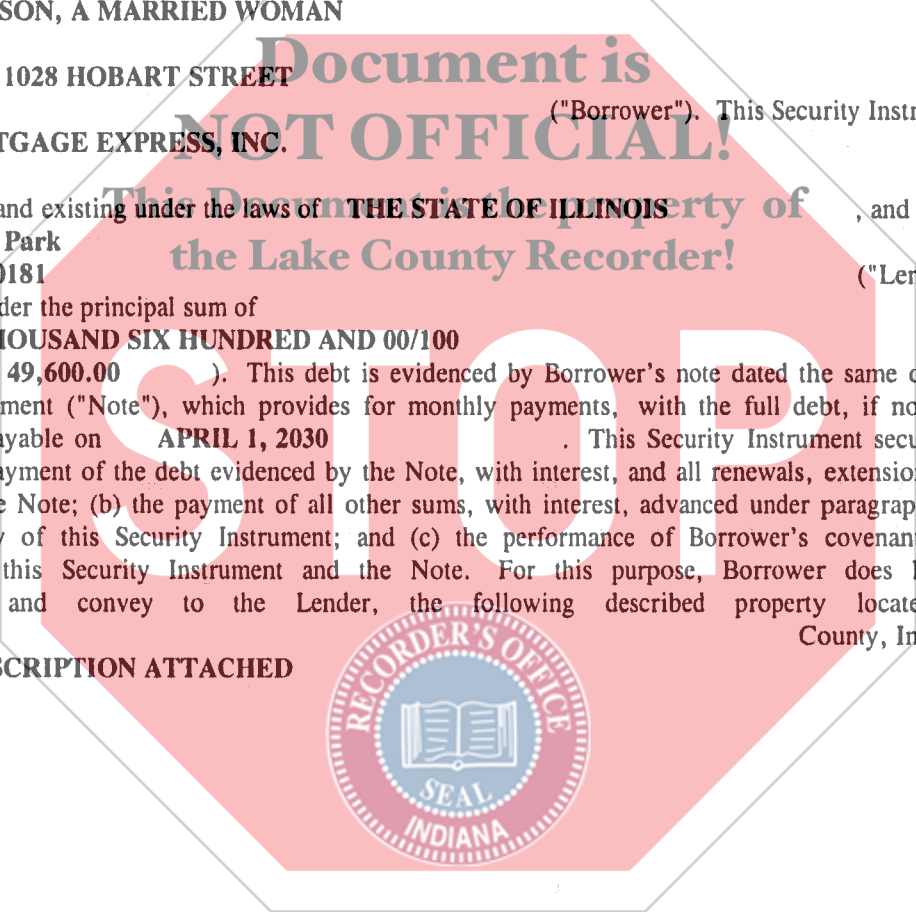 SON, A MARRIED WOMAN
Document is
1028 HOBART STREET
("Borrower"). This Security Instr
NOT OFFICIAL!
TGAGE EXPRESS, INC.
This Document is the property of
and existing under the laws of THE STATE OF ILLINOIS , and
Park
the Lake County Recorder!
0181 ("Len
der the principal sum of
HOUSAND SIX HUNDRED AND 00/100
49,600.00 ). This debt is evidenced by Borrower's note dated the same d
ment ("Note"), which provides for monthly payments, with the full debt, if no
ayable on APRIL 1, 2030 . This Security Instrument secu
ayment of the debt evidenced by the Note, with interest, and all renewals, extension
e Note; (b) the payment of all other sums, with interest, advanced under paragrap
y of this Security Instrument; and (c) the performance of Borrower's covenant
this Security Instrument and the Note. For this purpose, Borrower does
and convey to the Lender, the following described property locate
County, In
SCRIPTION ATTACHED
STOP
RECORDER'S OFFICE
SEAL
INDIANA